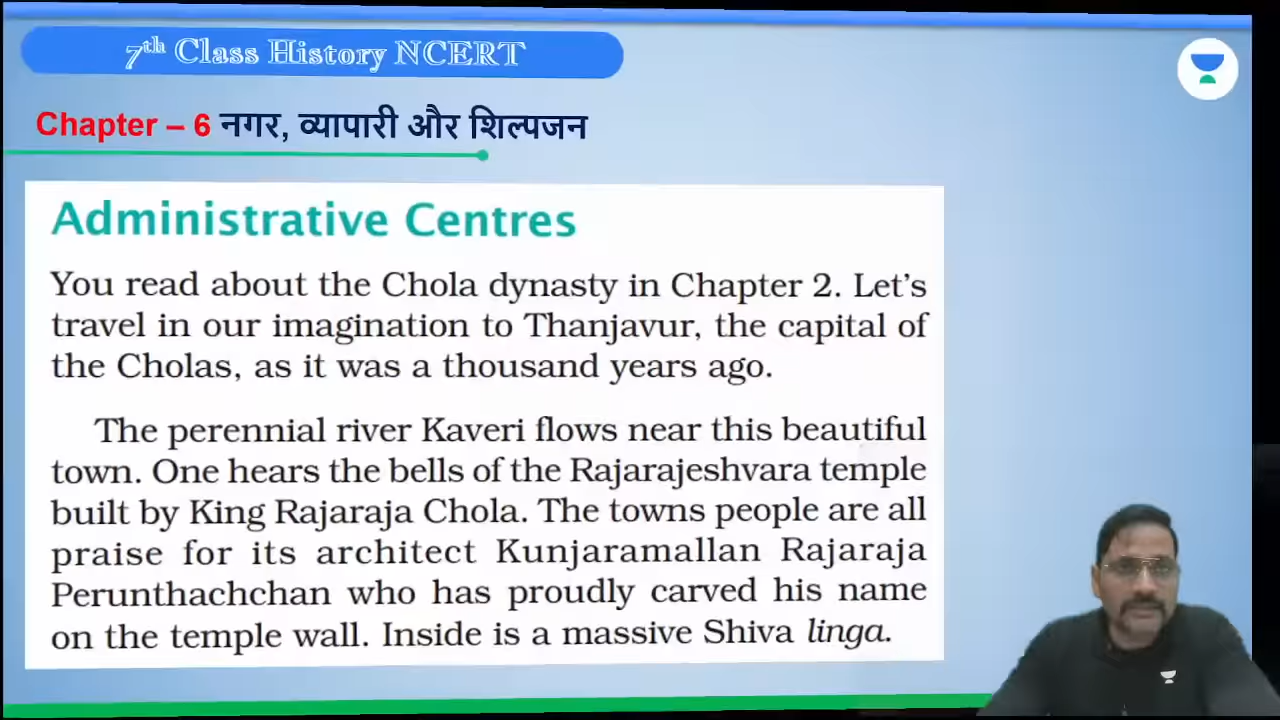 7th Class History NCERT
Chapter – 6 नगर, व्यापारी और शिल्पजन
Administrative Centres
You read about the Chola dynasty in Chapter 2. Let's
travel in our imagination to Thanjavur, the capital of
the Cholas, as it was a thousand years ago.
The perennial river Kaveri flows near this beautiful
town. One hears the bells of the Rajarajeshvara temple
built by King Rajaraja Chola. The towns people are all
praise for its architect Kunjaramallan Rajaraja
Perunthachchan who has proudly carved his name
on the temple wall. Inside is a massive Shiva linga.